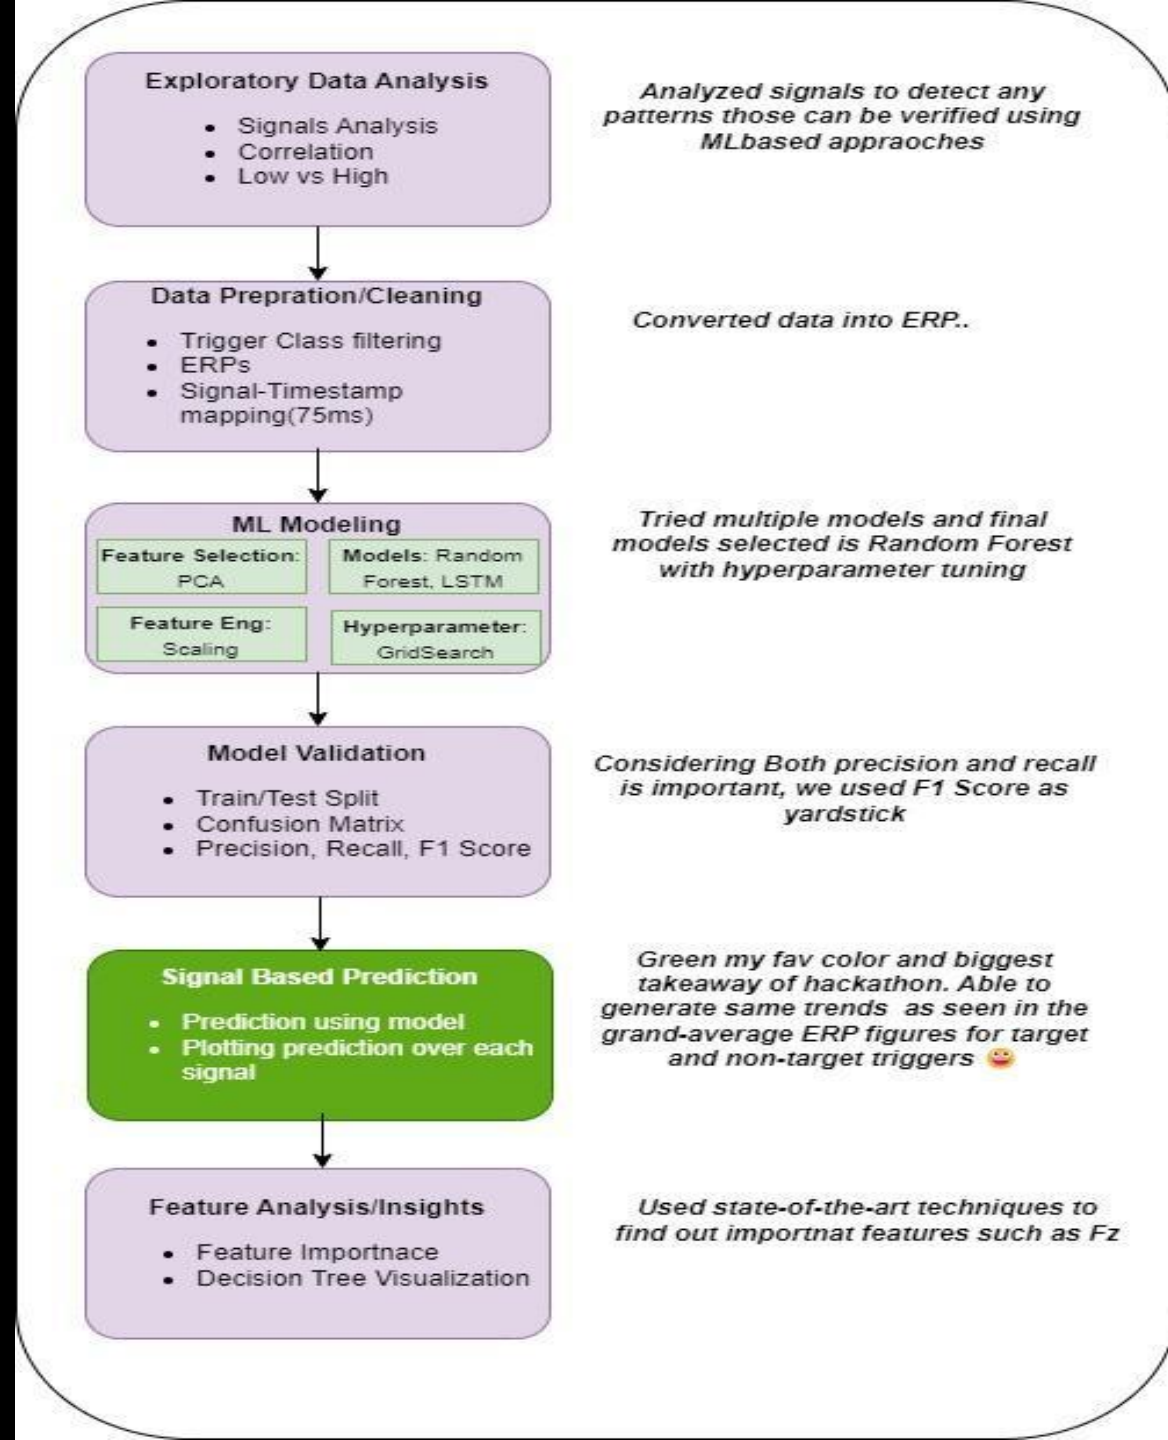 Exploratory Data Analysis
• Signals Analysis
• Correlation
• Low vs High
Analyzed signals to detect any
patterns those can be verified using
MLbased appraoches
Data Prepration/Cleaning
• Trigger Class filtering
• ERPs
• Signal-Timestamp
mapping(75ms)
Converted data into ERP..
ML Modeling
Feature Selection:
PCA
Models: Random
Forest, LSTM
Feature Eng:
Scaling
Hyperparameter:
GridSearch
Tried multiple models and final
models selected is Random Forest
with hyperparameter tuning
Model Validation
• Train/Test Split
• Confusion Matrix
• Precision, Recall, F1 Score
Considering Both precision and recall
is important, we used F1 Score as
yardstick
Signal Based Prediction
• Prediction using model
• Plotting prediction over each
signal
Green my fav color and biggest
takeaway of hackathon. Able to
generate same trends as seen in the
grand-average ERP figures for target
and non-target triggers 😀
Feature Analysis/Insights
• Feature Importnace
• Decision Tree Visualization
Used state-of-the-art techniques to
find out importnat features such as Fz